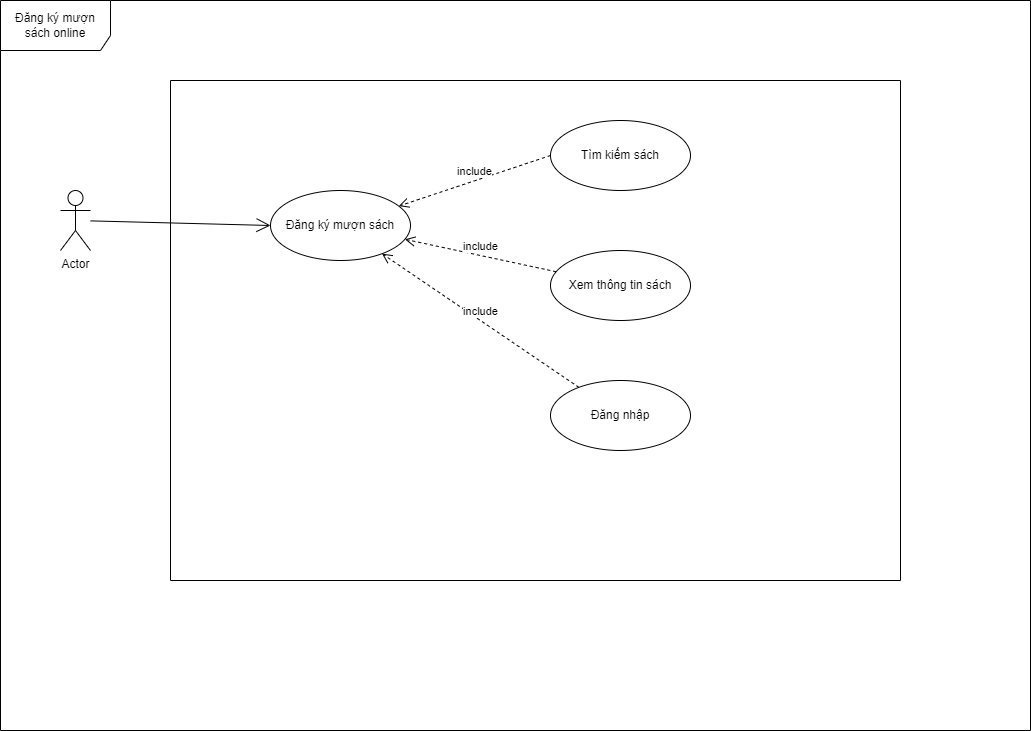 Đăng ký mượn
sách online
Tìm kiếm sách
include
Đăng ký mượn sách
include
Actor
Xem thông tin sách
include
Đăng nhập